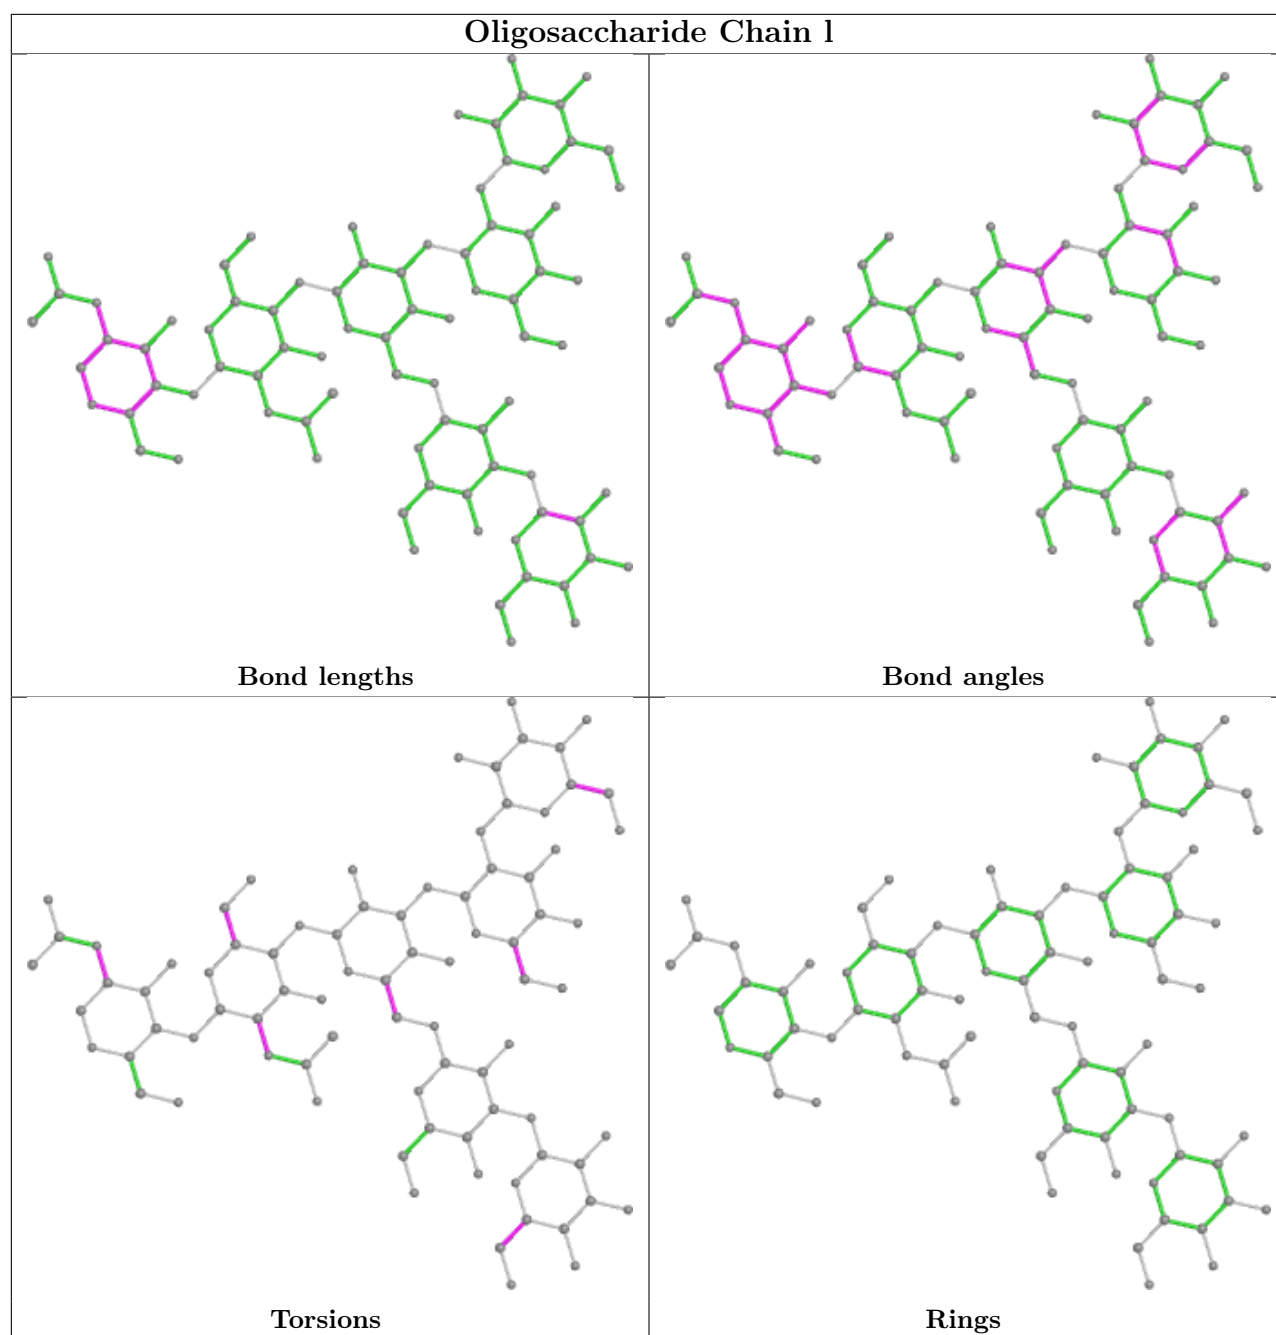 Oligosaccharide Chain l
Bond lengths
Bond angles
Torsions
Rings